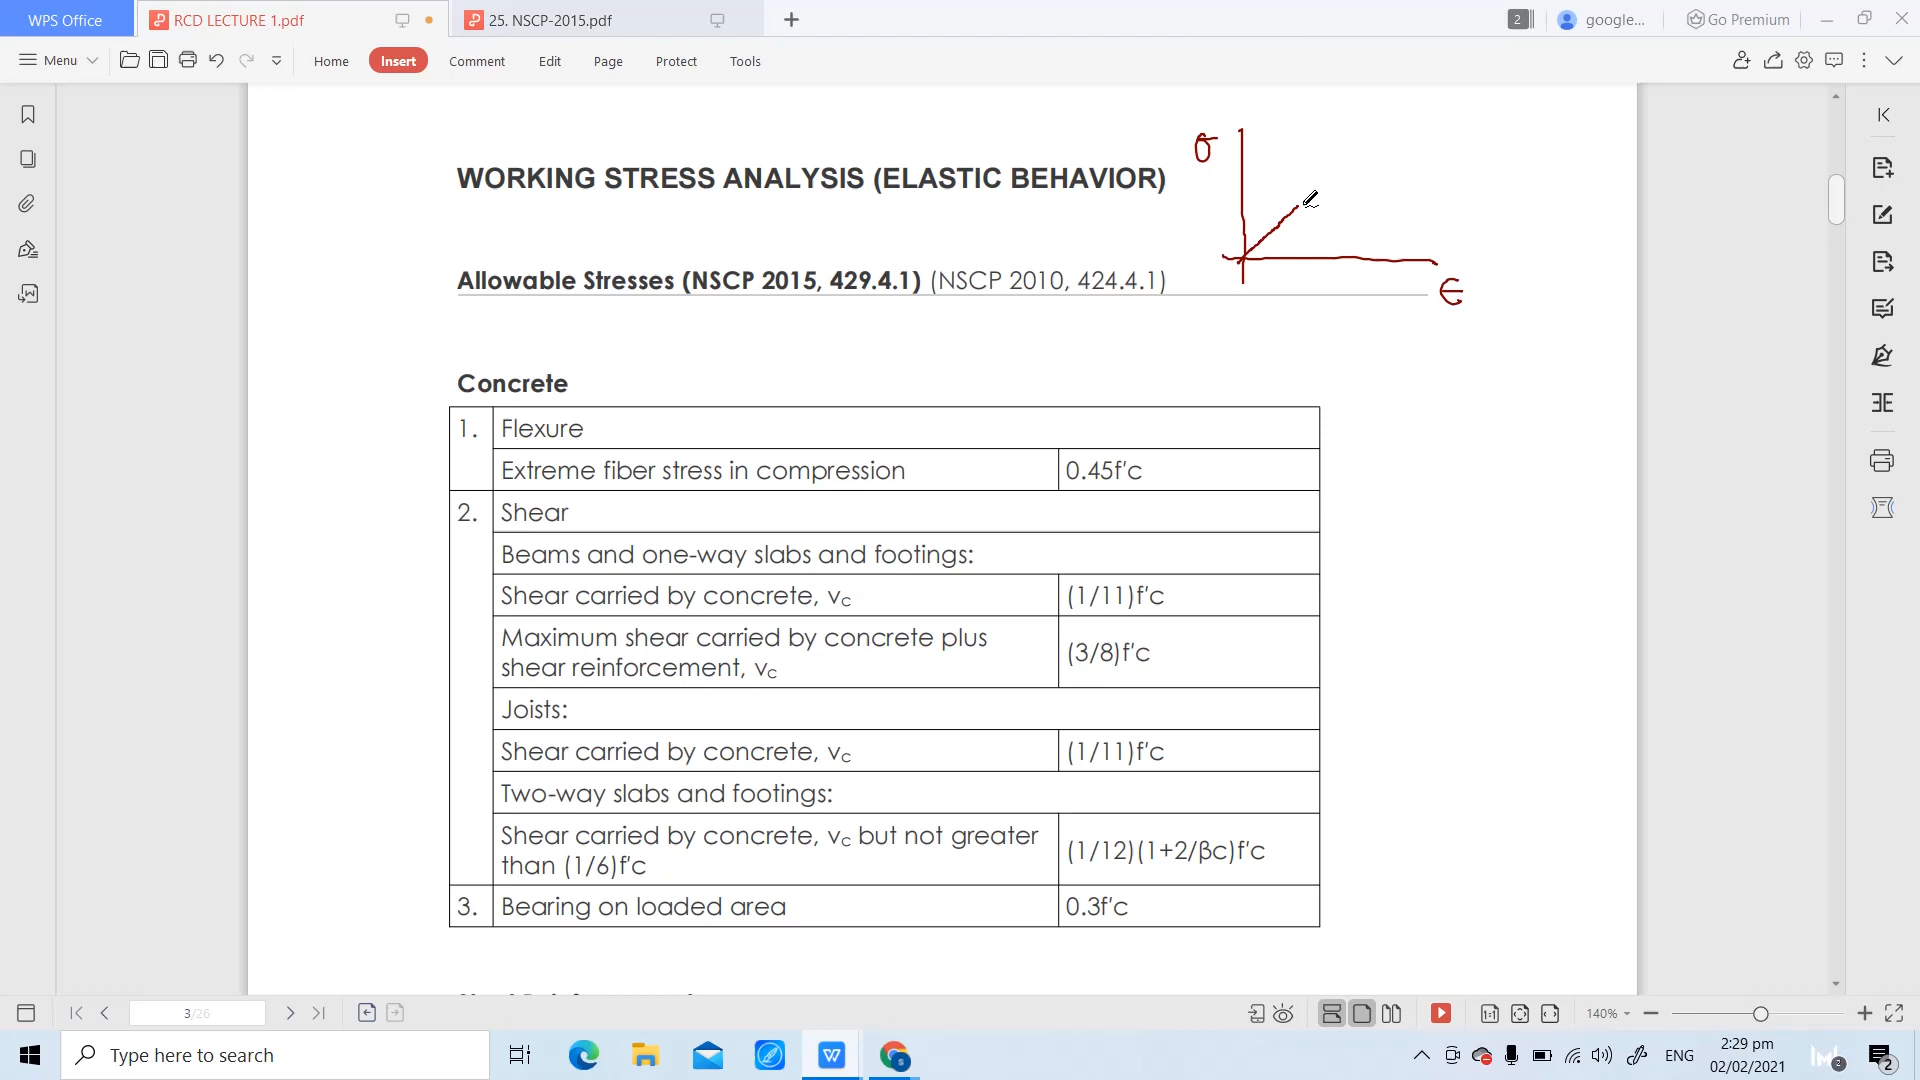 WPS Office
RCD LECTURE 1.pdf
25. NSCP-2015.pdf
2
google...
Go Premium
Menu
Home
Insert
Comment
Edit
Page
Protect
Tools
WORKING STRESS ANALYSIS (ELASTIC BEHAVIOR)
σ
ϵ
Allowable Stresses (NSCP 2015, 429.4.1) (NSCP 2010, 424.4.1)
Concrete
1. Flexure
Extreme fiber stress in compression 0.45f'c
2. Shear
Beams and one-way slabs and footings:
Shear carried by concrete, vc (1/11)f'c
Maximum shear carried by concrete plus
shear reinforcement, vc (3/8)f'c
Joists:
Shear carried by concrete, vc (1/11)f'c
Two-way slabs and footings:
Shear carried by concrete, vc but not greater
than (1/6)f'c (1/12)(1+2/βc)f'c
3. Bearing on loaded area 0.3f'c
3/26
1:1
140%
Type here to search
ENG
2:29 pm
02/02/2021
2
2